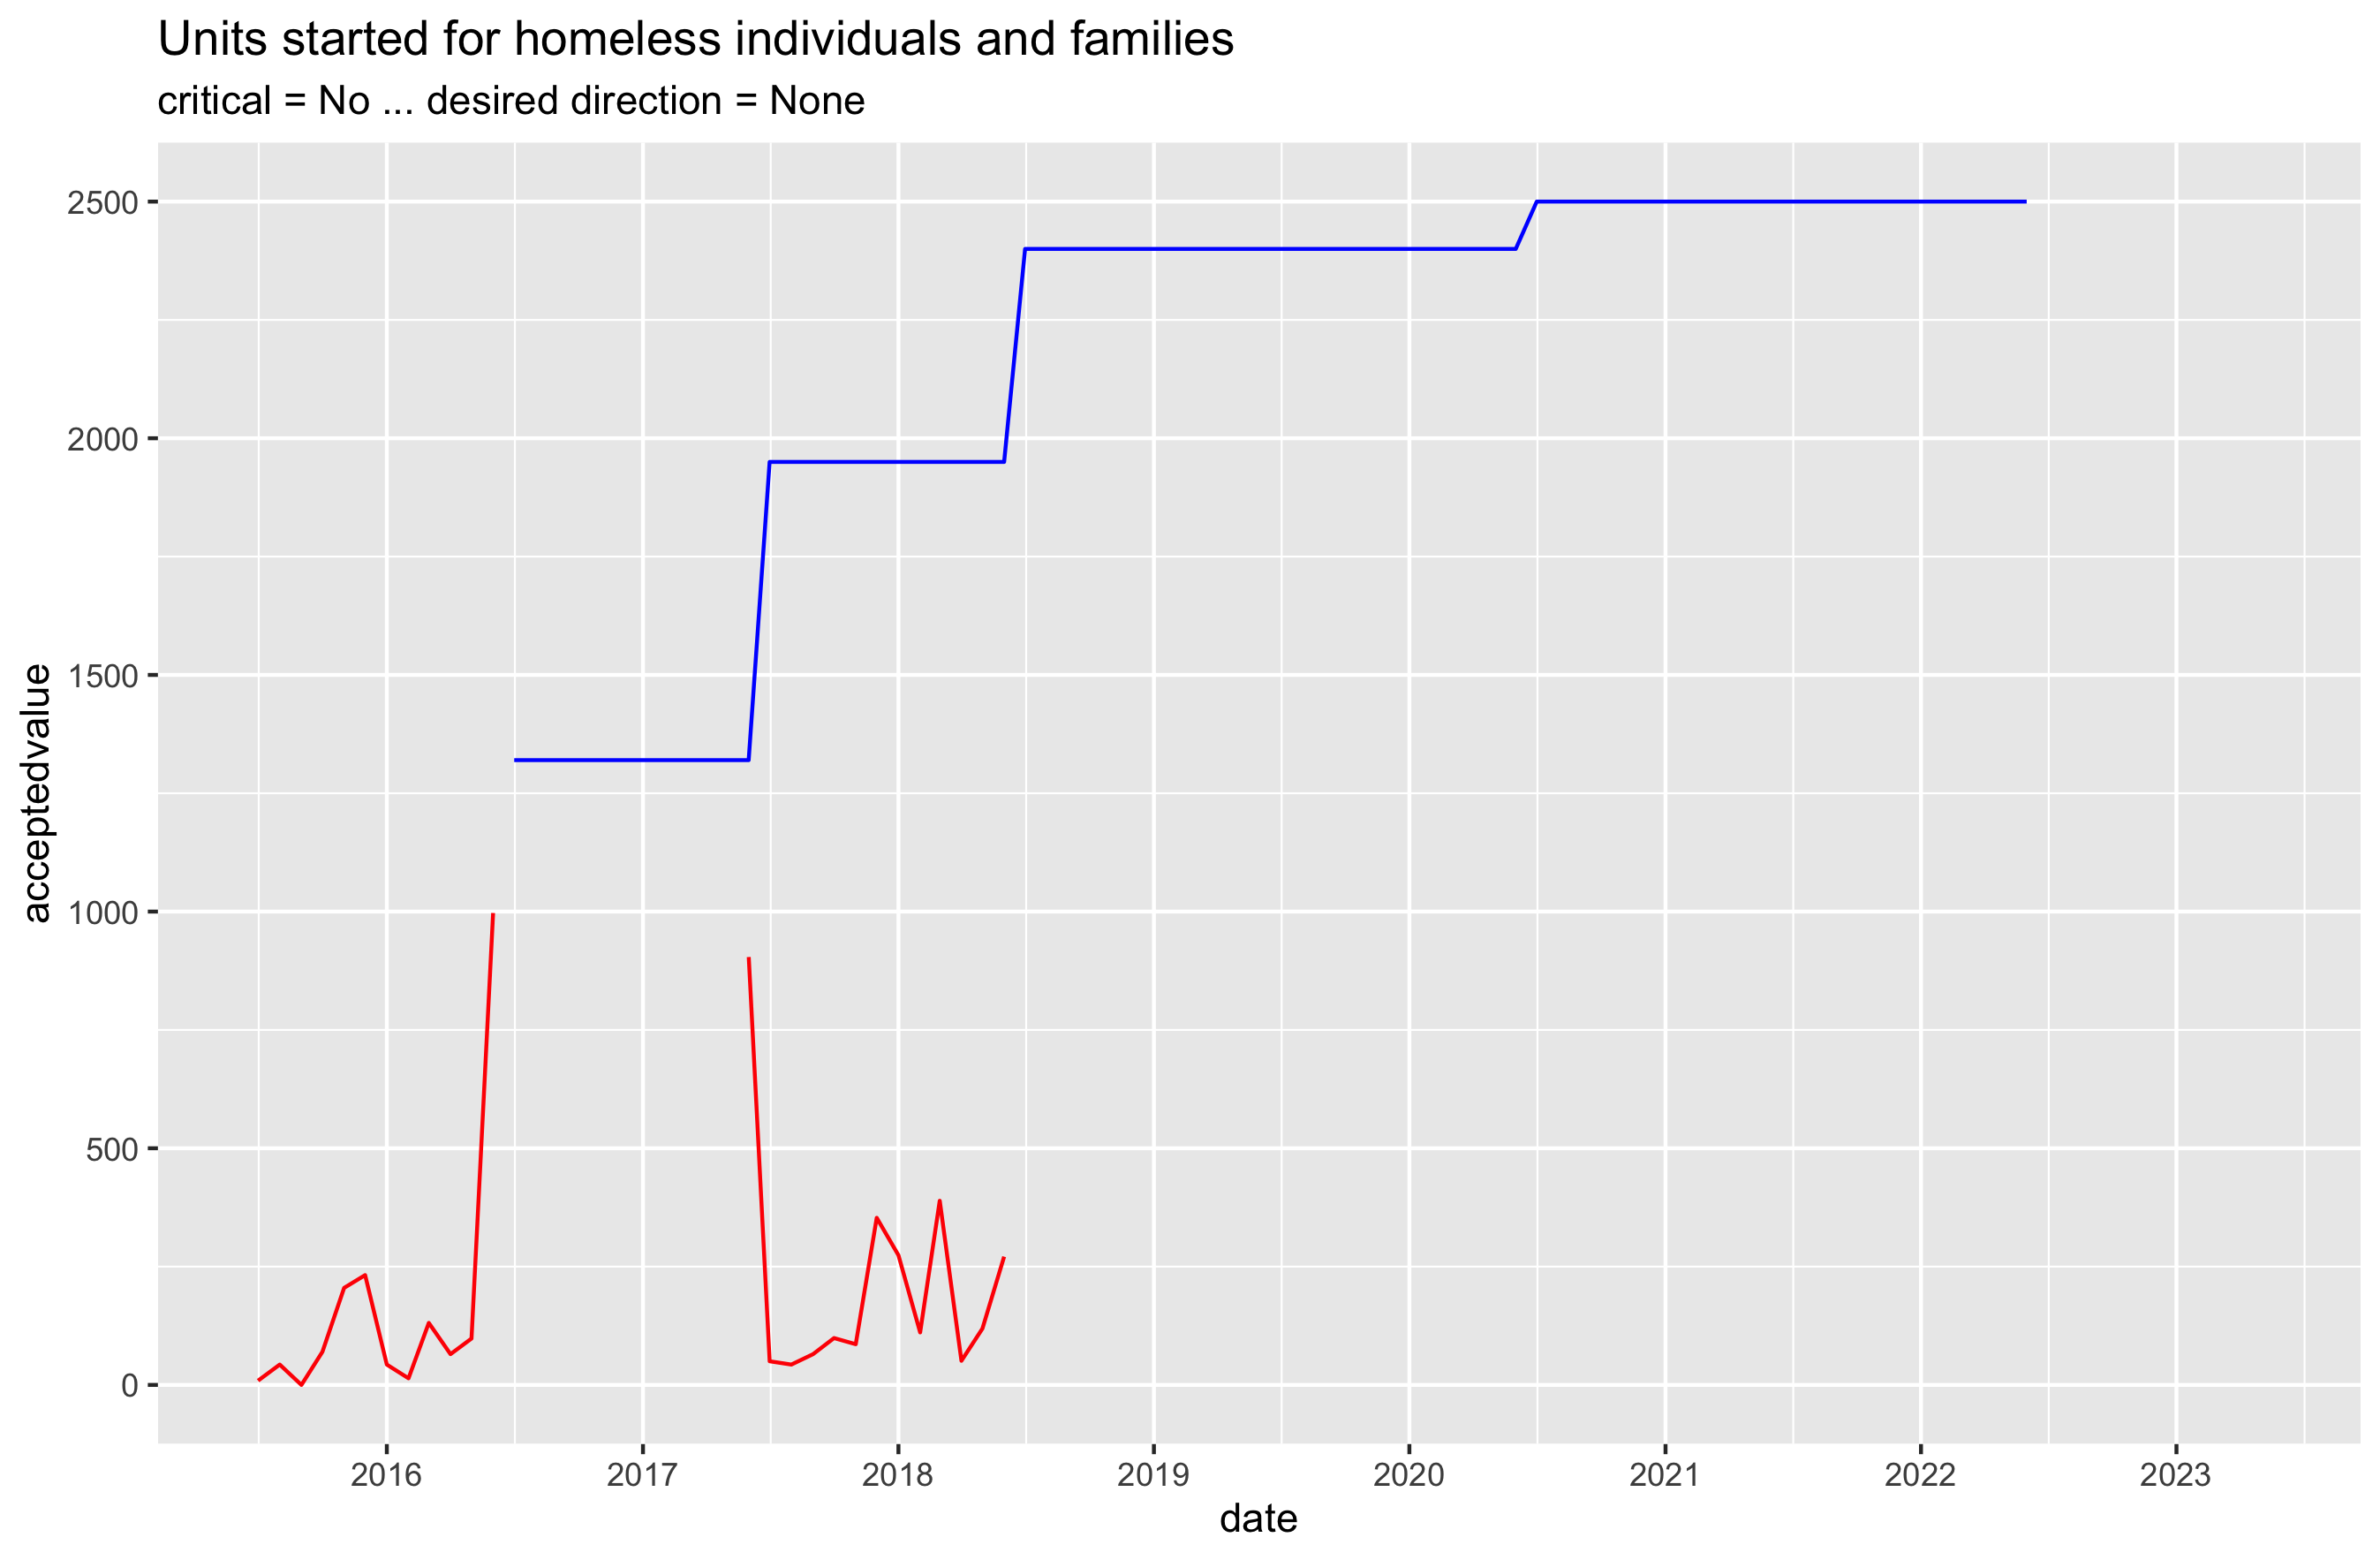 Units started for homeless individuals and families
critical = No ... desired direction = None
2500
2000
1500
1000
500
0
acceptedvalue
2016 2017 2018 2019 2020 2021 2022 2023
date